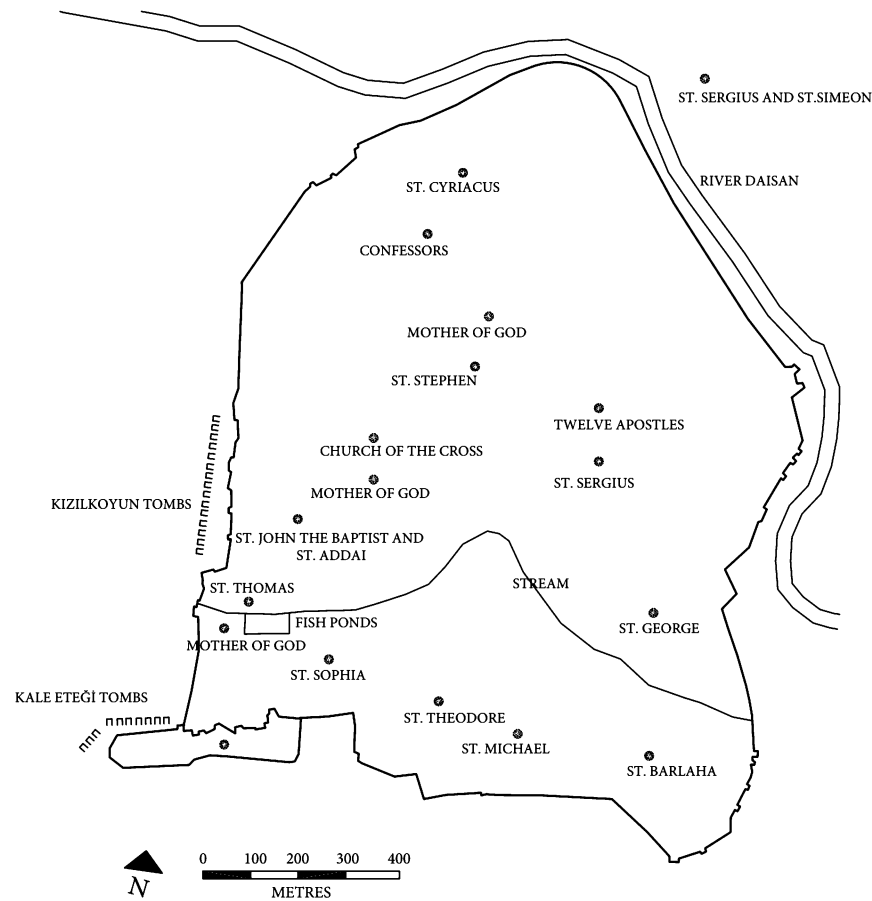 ST. SERGIUS AND ST.SIMEON
RIVER DAISAN
ST. CYRIACUS
CONFESSORS
MOTHER OF GOD
ST. STEPHEN
TWELVE APOSTLES
CHURCH OF THE CROSS
ST. SERGIUS
MOTHER OF GOD
KIZILKOYUN TOMBS
ST. JOHN THE BAPTIST AND
ST. ADDAI
STREAM
ST. THOMAS
FISH PONDS
ST. GEORGE
MOTHER OF GOD
ST. SOPHIA
KALE ETEĞİ TOMBS
ST. THEODORE
ST. MICHAEL
ST. BARLAHA
N
0 100 200 300 400
METRES